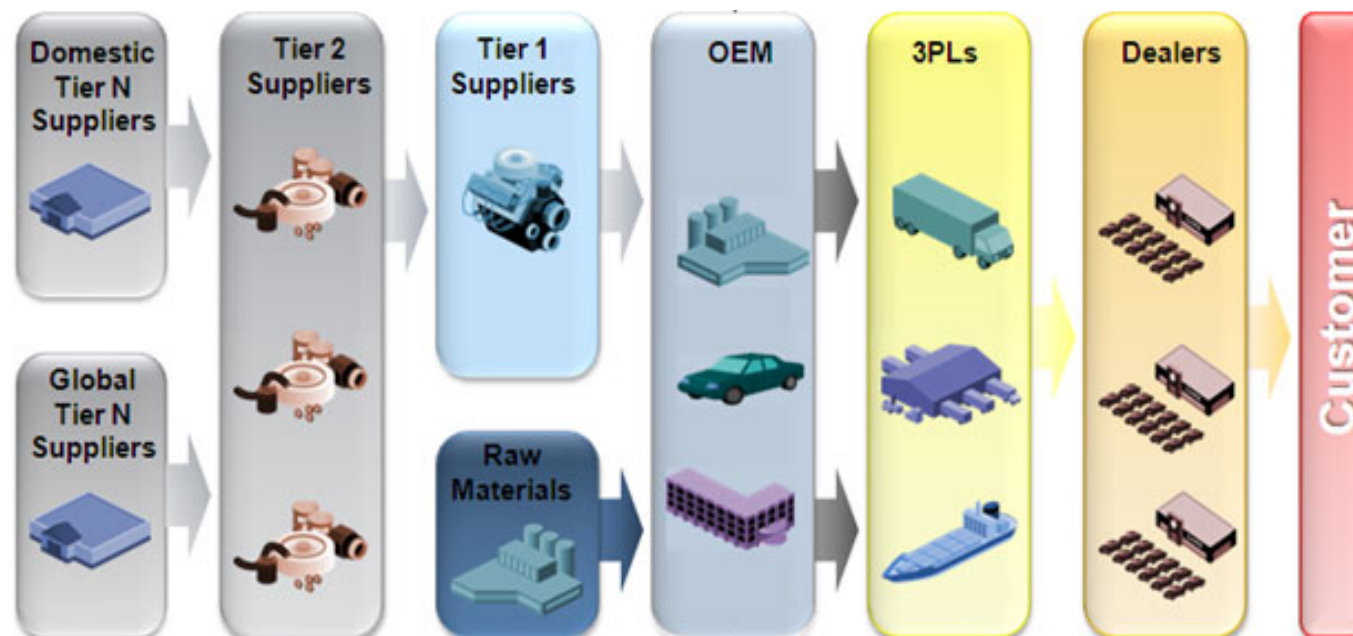 Domestic
Tier N
Suppliers
Global
Tier N
Suppliers
Tier 2
Suppliers
Tier 1
Suppliers
Raw
Materials
OEM
3PLs
Dealers
Customer